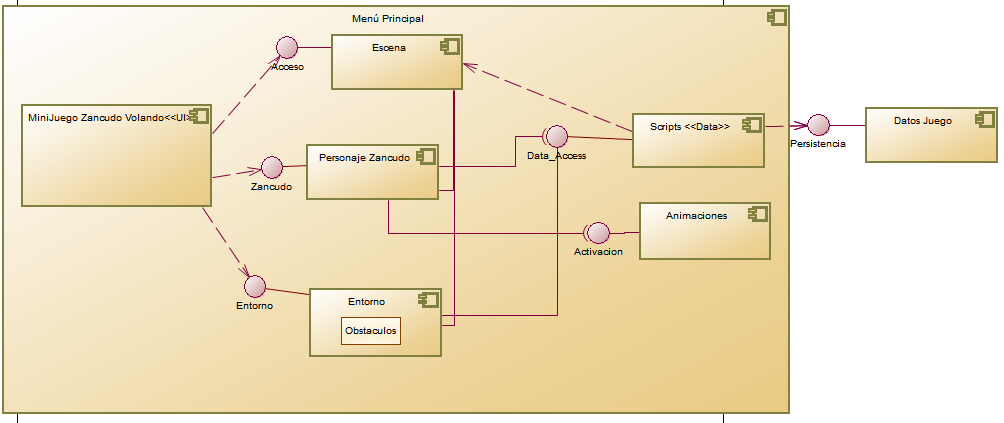 Menú Principal
Escena
Acceso
MiniJuego Zancudo Volando<<UI>>
Scripts <<Data>>
Datos Juego
Persistencia
Personaje Zancudo
Data_Access
Zancudo
Animaciones
Activacion
Entorno
Entorno
Obstaculos